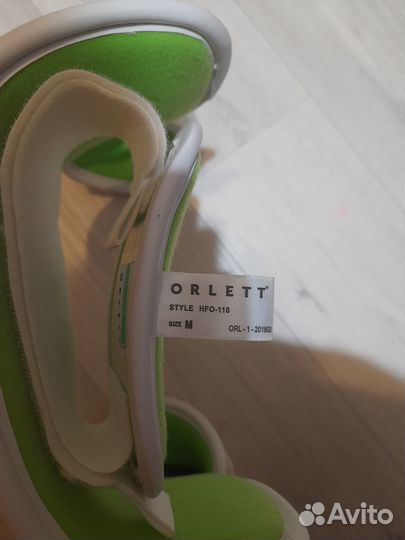 ORLETT®
STYLE HFO-110
SIZE M
ORL-1-201803
Avito